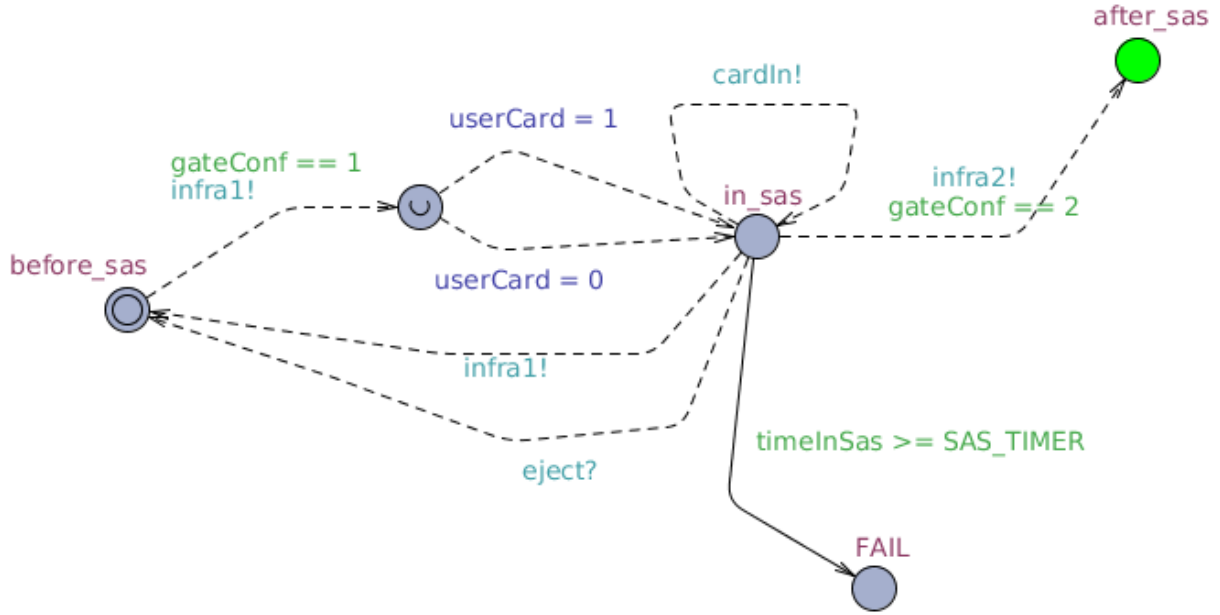 after_sas
cardIn!
userCard = 1
gateConf == 1
infra1!
in_sas
infra2!
gateConf == 2
before_sas
userCard = 0
infra1!
timeInSas >= SAS_TIMER
eject?
FAIL